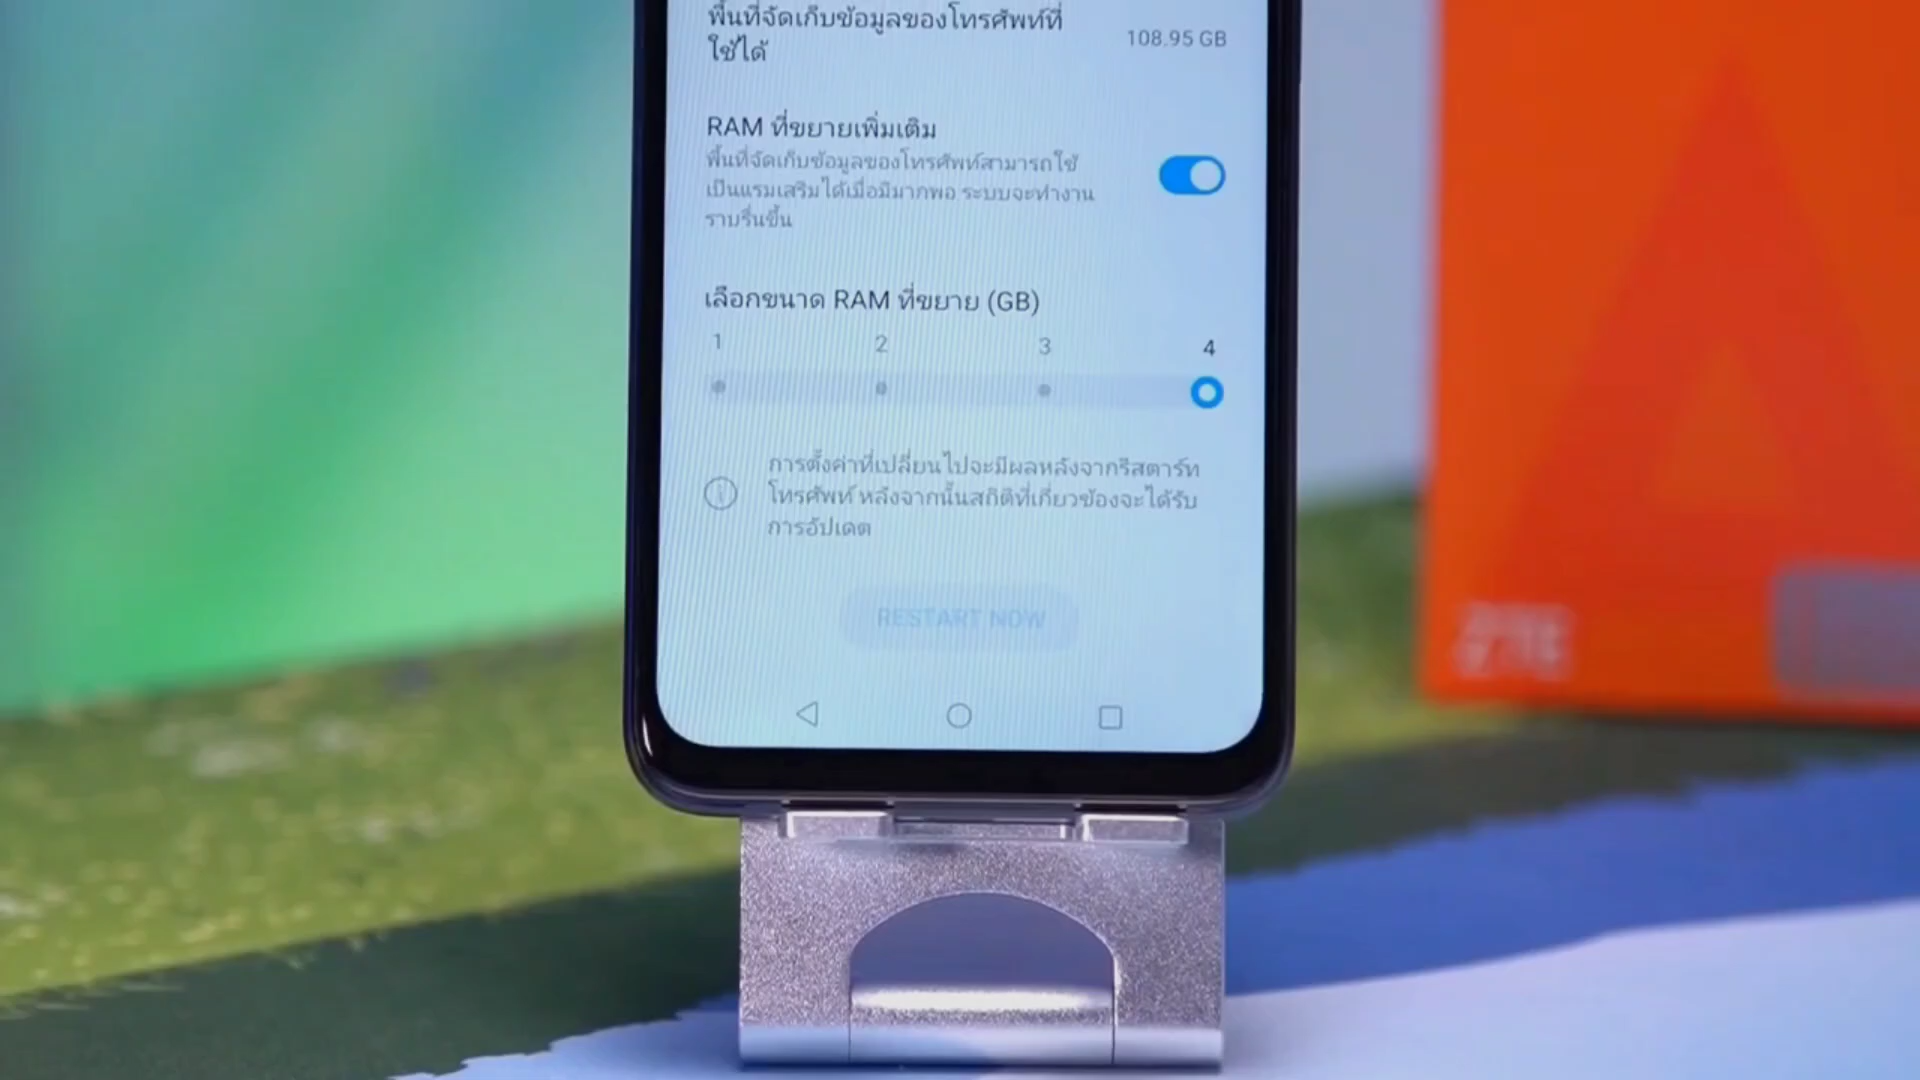 พื้นที่จัดเก็บข้อมูลของโทรศัพท์ที่
ใช้ได้
108.95 GB
RAM ที่ขยายเพิ่มเติม
พื้นที่จัดเก็บข้อมูลของโทรศัพท์สามารถใช้
เป็นแรมเสริมได้เมื่อมีมากพอ ระบบจะทำงาน
ราบรื่นขึ้น
เลือกขนาด RAM ที่ขยาย (GB)
1 2 3 4
การตั้งค่าที่เปลี่ยนไปจะมีผลหลังจากรีสตาร์ท
โทรศัพท์ หลังจากนั้นสถิติที่เกี่ยวข้องจะได้รับ
การอัปเดต
RESTART NOW
ZTE